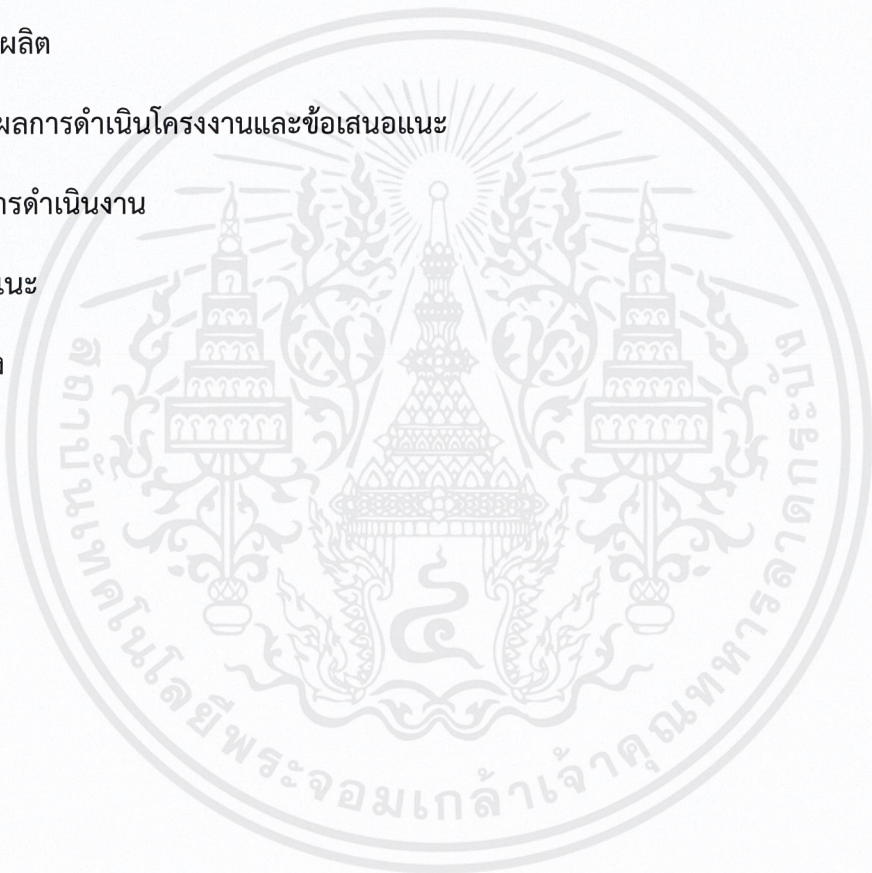 ผลิต
ผลการดำเนินโครงงานและข้อเสนอแนะ
ารดำเนินงาน
แนะ
ง
สถาบันเทคโนโลยีพระจอมเกล้าเจ้าคุณทหารลาดกระบัง
๔